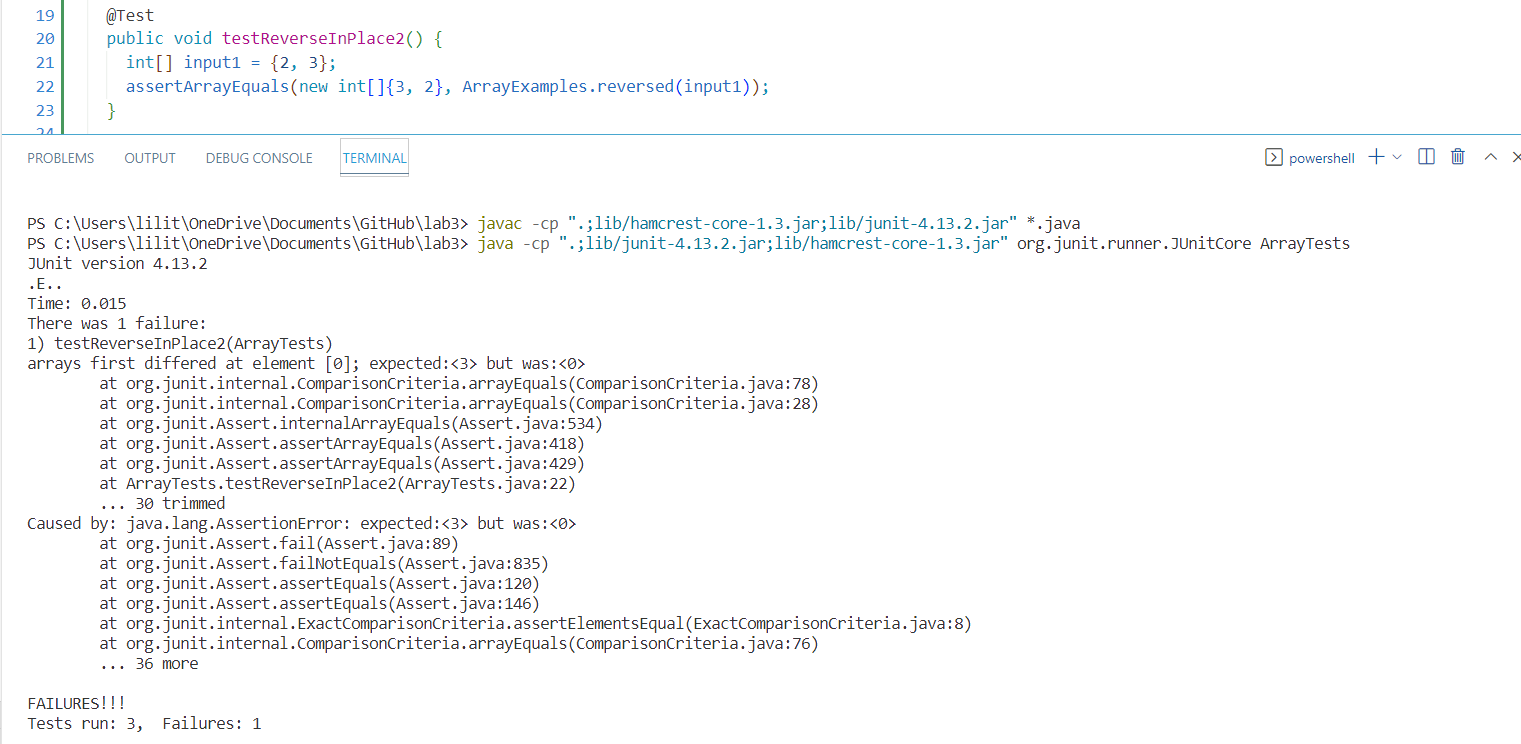 19 @Test
20 public void testReverseInPlace2() {
21 int[] input1 = {2, 3};
22 assertArrayEquals(new int[]{3, 2}, ArrayExamples.reversed(input1));
23 }
24
PROBLEMS OUTPUT DEBUG CONSOLE TERMINAL powershell
PS C:\Users\lilit\OneDrive\Documents\GitHub\lab3> javac -cp ".;lib/hamcrest-core-1.3.jar;lib/junit-4.13.2.jar" *.java
PS C:\Users\lilit\OneDrive\Documents\GitHub\lab3> java -cp ".;lib/junit-4.13.2.jar;lib/hamcrest-core-1.3.jar" org.junit.runner.JUnitCore ArrayTests
JUnit version 4.13.2
.E..
Time: 0.015
There was 1 failure:
1) testReverseInPlace2(ArrayTests)
arrays first differed at element [0]; expected:<3> but was:<0>
at org.junit.internal.ComparisonCriteria.arrayEquals(ComparisonCriteria.java:78)
at org.junit.internal.ComparisonCriteria.arrayEquals(ComparisonCriteria.java:28)
at org.junit.Assert.internalArrayEquals(Assert.java:534)
at org.junit.Assert.assertArrayEquals(Assert.java:418)
at org.junit.Assert.assertArrayEquals(Assert.java:429)
at ArrayTests.testReverseInPlace2(ArrayTests.java:22)
... 30 trimmed
Caused by: java.lang.AssertionError: expected:<3> but was:<0>
at org.junit.Assert.fail(Assert.java:89)
at org.junit.Assert.failNotEquals(Assert.java:835)
at org.junit.Assert.assertEquals(Assert.java:120)
at org.junit.Assert.assertEquals(Assert.java:146)
at org.junit.internal.ExactComparisonCriteria.assertElementsEqual(ExactComparisonCriteria.java:8)
at org.junit.internal.ComparisonCriteria.arrayEquals(ComparisonCriteria.java:76)
... 36 more
FAILURES!!!
Tests run: 3,  Failures: 1